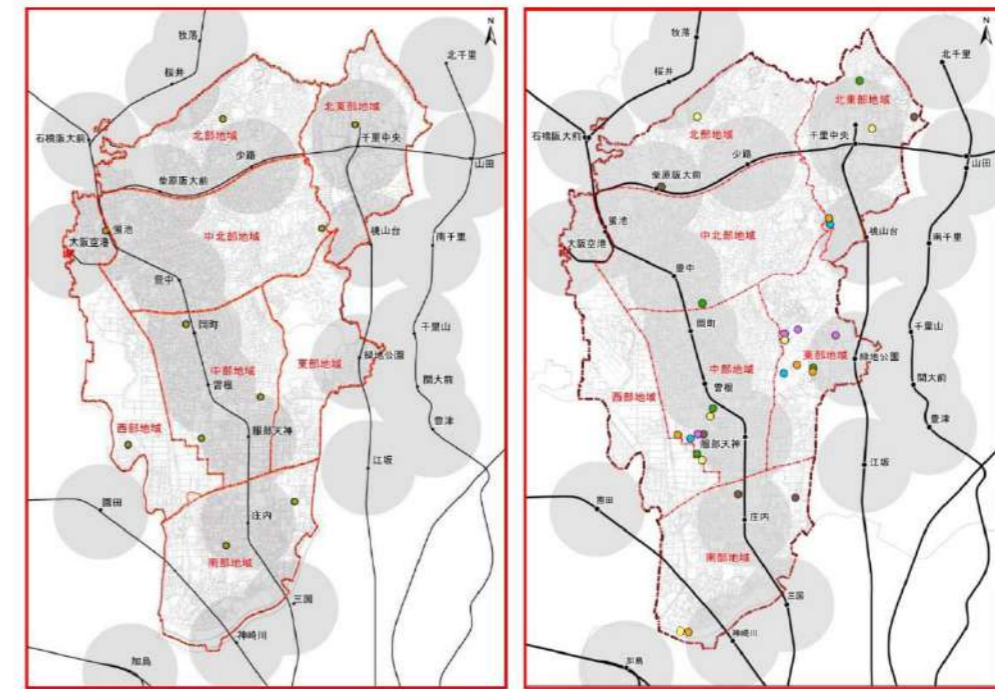 N
牧落
北千里
桜井
北東部地域
北部地域
石橋阪大前
千里中央
少路
山田
柴原阪大前
蛍池
中北部地域
大阪空港
桃山台
南千里
豊中
岡町
千里山
東部地域
緑地公園
中部地域
曽根
関大前
西部地域
豊津
服部天神
江坂
園田
庄内
南部地域
三国
神崎川
加島
N
牧落
北千里
桜井
北東部地域
北部地域
石橋阪大前
千里中央
少路
山田
柴原阪大前
蛍池
中北部地域
大阪空港
桃山台
南千里
豊中
岡町
千里山
東部地域
緑地公園
中部地域
曽根
関大前
西部地域
豊津
服部天神
江坂
園田
庄内
南部地域
三国
神崎川
加島